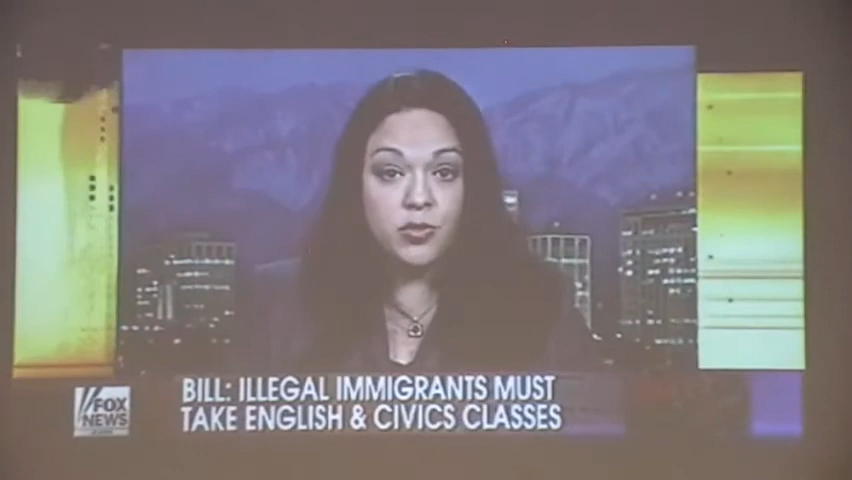 BILL: ILLEGAL IMMIGRANTS MUST
TAKE ENGLISH & CIVICS CLASSES
FOX
NEWS